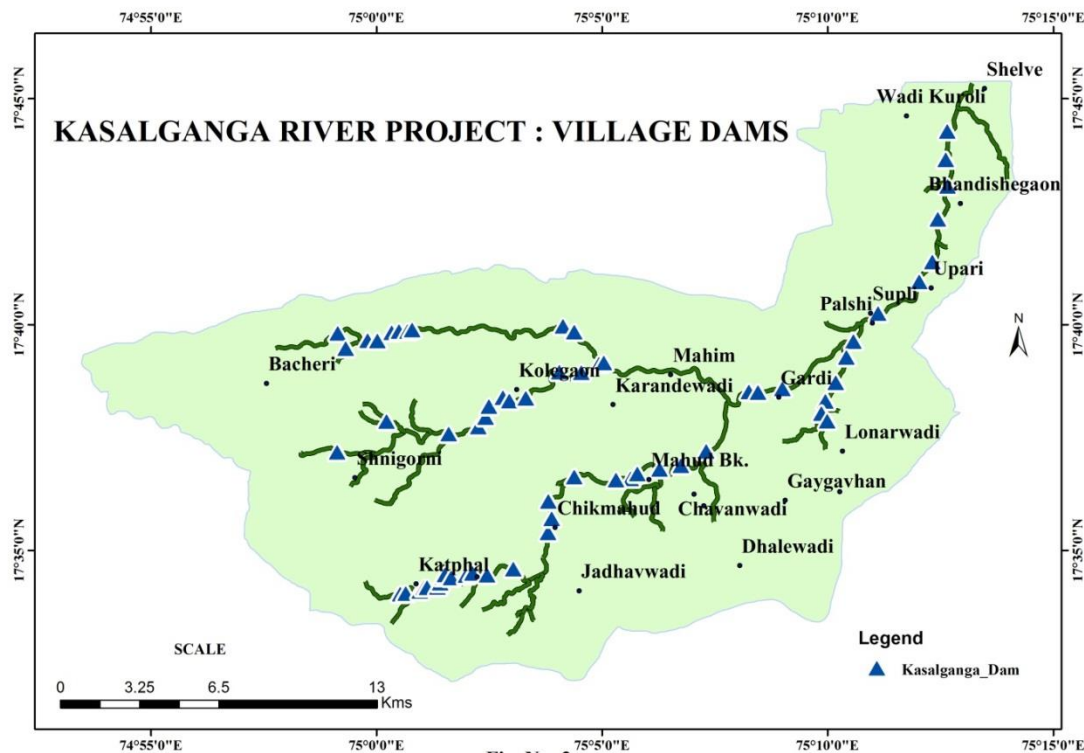 74°55'0"E 75°0'0"E 75°5'0"E 75°10'0"E 75°15'0"E
Shelve
17°45'0"N
17°45'0"N
Wadi Kuroli
KASALGANGA RIVER PROJECT : VILLAGE DAMS
Bhandishegaon
Upari
Supli
Palshi
17°40'0"N
17°40'0"N
N
Bacheri
Kolegaon
Mahim
Karandewadi
Gardi
Lonarwadi
Shnigorni
Mahud Bk.
Gaygavhan
Chikmahud
Chavanwadi
17°35'0"N
17°35'0"N
Dhalewadi
Katphal
Jadhavwadi
Legend
Kasalganga_Dam
SCALE
0 3.25 6.5 13
Kms
74°55'0"E 75°0'0"E 75°5'0"E 75°10'0"E 75°15'0"E